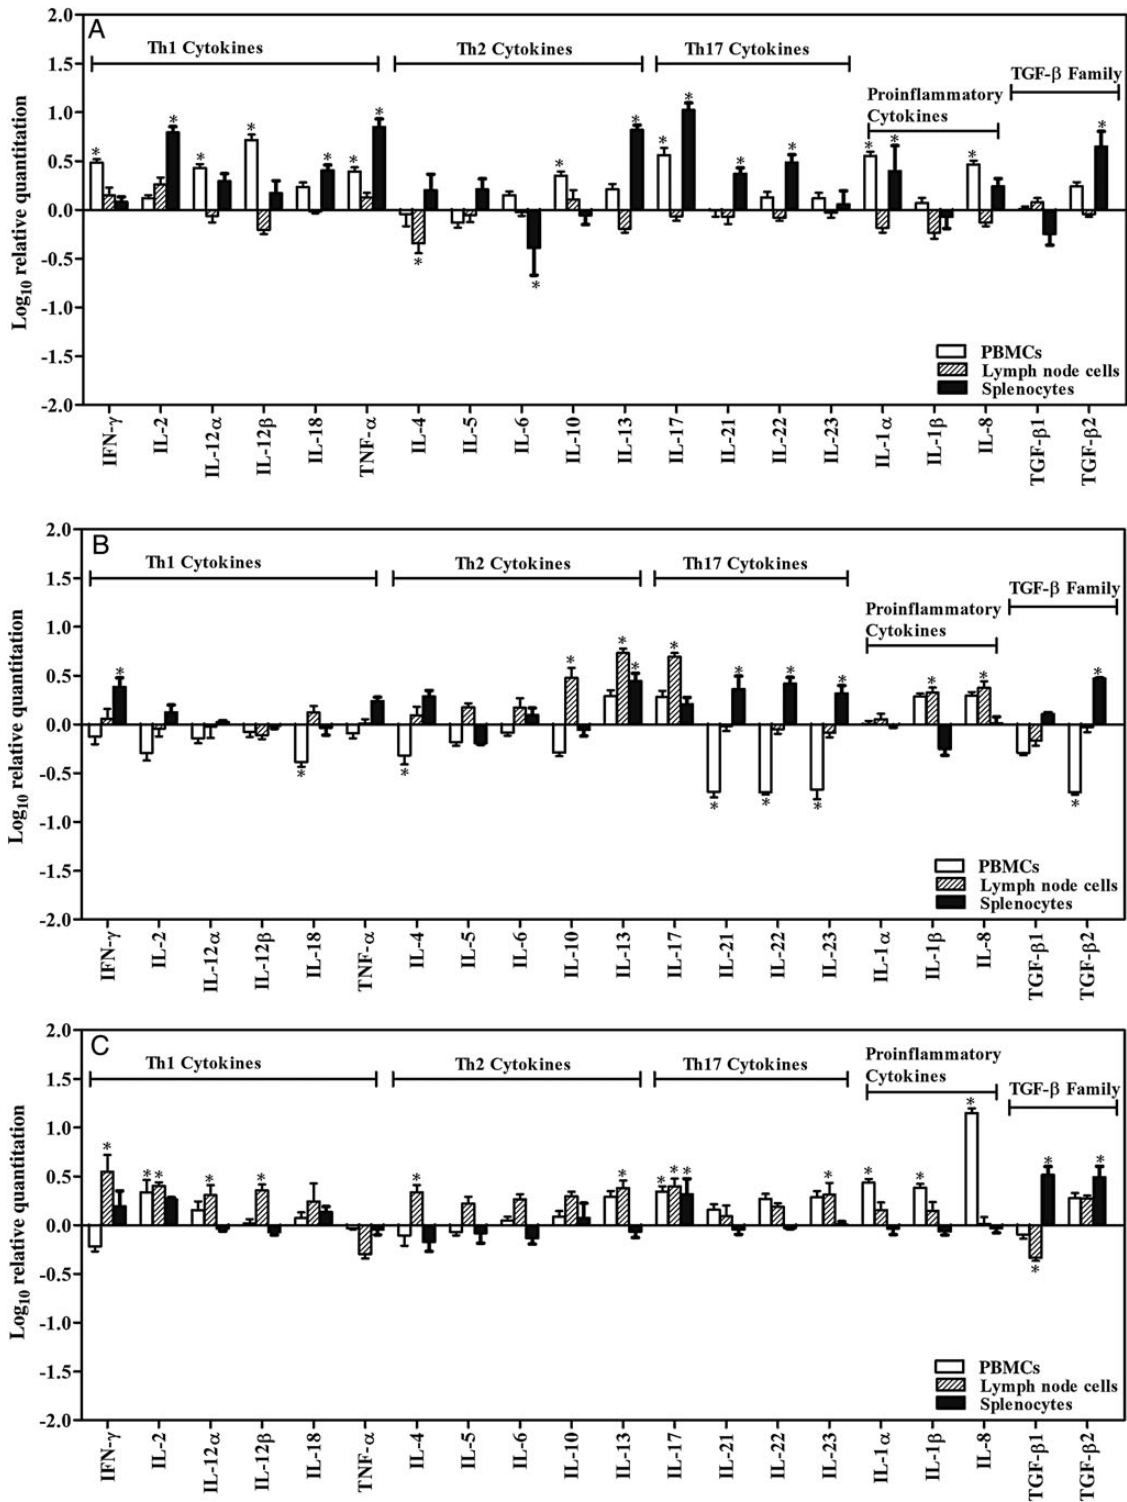 A
Th1 Cytokines
Th2 Cytokines
Th17 Cytokines
TGF-β Family
Proinflammatory
Cytokines
Log10 relative quantitation
2.0
1.5
1.0
0.5
0.0
-0.5
-1.0
-1.5
-2.0
* * * * * * * * * * * * * * * * * * * *
PBMCs
Lymph node cells
Splenocytes
IFN-γ
IL-2
IL-12α
IL-12β
IL-18
TNF-α
IL-4
IL-5
IL-6
IL-10
IL-13
IL-17
IL-21
IL-22
IL-23
IL-1α
IL-1β
IL-8
TGF-β1
TGF-β2
B
Th1 Cytokines
Th2 Cytokines
Th17 Cytokines
TGF-β Family
Proinflammatory
Cytokines
Log10 relative quantitation
2.0
1.5
1.0
0.5
0.0
-0.5
-1.0
-1.5
-2.0
* * * * * * * * * * * * * * * * *
PBMCs
Lymph node cells
Splenocytes
IFN-γ
IL-2
IL-12α
IL-12β
IL-18
TNF-α
IL-4
IL-5
IL-6
IL-10
IL-13
IL-17
IL-21
IL-22
IL-23
IL-1α
IL-1β
IL-8
TGF-β1
TGF-β2
C
Th1 Cytokines
Th2 Cytokines
Th17 Cytokines
Proinflammatory
Cytokines
TGF-β Family
Log10 relative quantitation
2.0
1.5
1.0
0.5
0.0
-0.5
-1.0
-1.5
-2.0
* * * * * * * * * * * * * * * * *
PBMCs
Lymph node cells
Splenocytes
IFN-γ
IL-2
IL-12α
IL-12β
IL-18
TNF-α
IL-4
IL-5
IL-6
IL-10
IL-13
IL-17
IL-21
IL-22
IL-23
IL-1α
IL-1β
IL-8
TGF-β1
TGF-β2